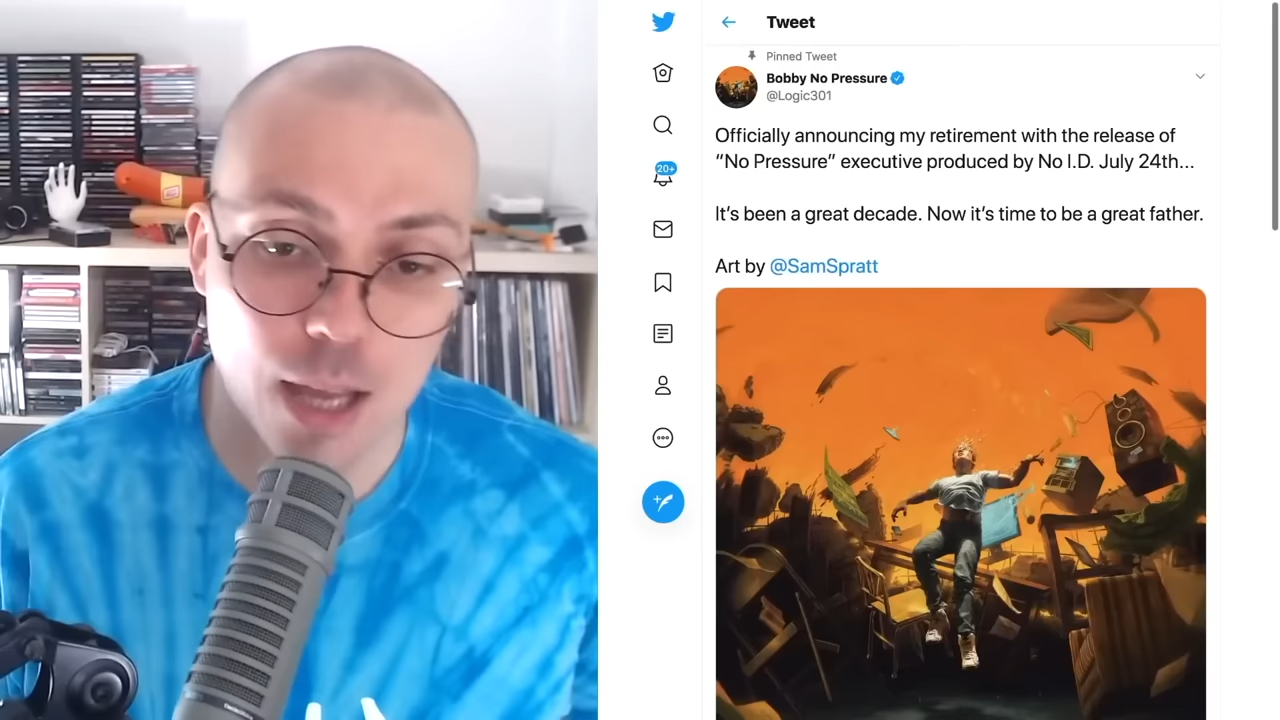 Tweet
Pinned Tweet
Bobby No Pressure
@Logic301
Officially announcing my retirement with the release of
“No Pressure” executive produced by No I.D. July 24th...
It’s been a great decade. Now it’s time to be a great father.
Art by @SamSpratt
20+